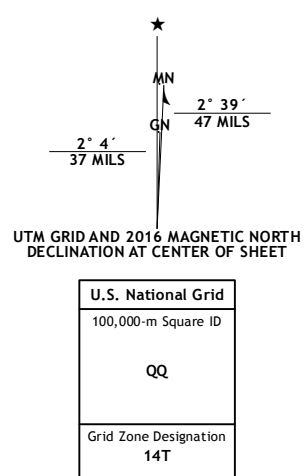 ★
MN
GN
2° 39´
47 MILS
2° 4´
37 MILS
UTM GRID AND 2016 MAGNETIC NORTH
DECLINATION AT CENTER OF SHEET
U.S. National Grid
100,000-m Square ID
QQ
Grid Zone Designation
14T